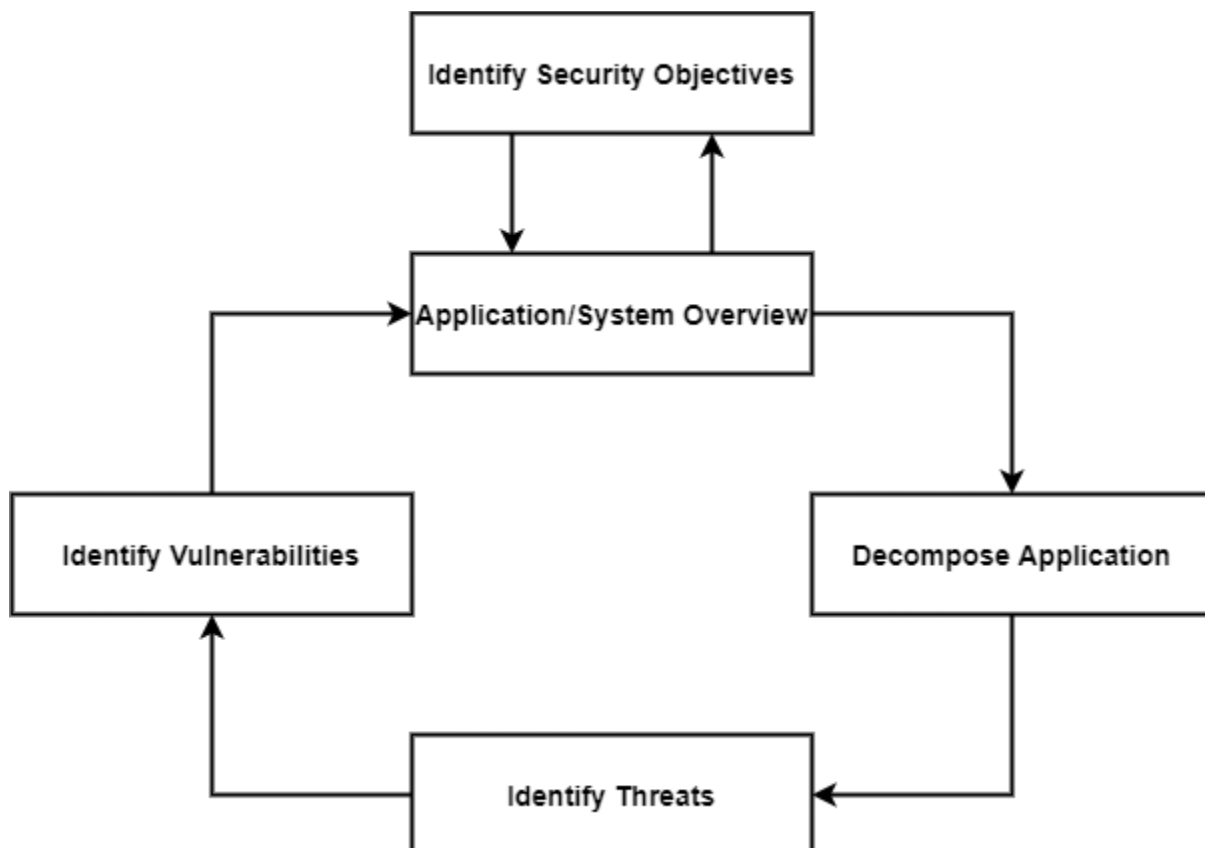 Identify Security Objectives
Application/System Overview
Identify Vulnerabilities
Decompose Application
Identify Threats